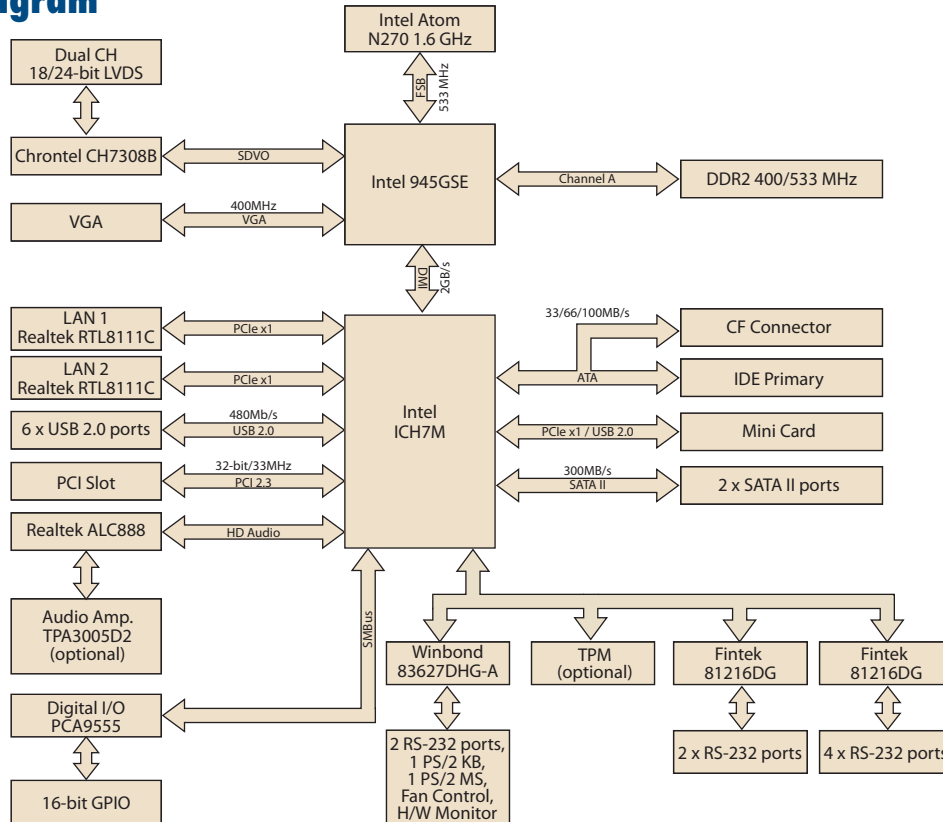 Intel Atom
N270 1.6 GHz
Dual CH
18/24-bit LVDS
FSB
533 MHz
Chrontel CH7308B
SDVO
Intel 945GSE
Channel A
DDR2 400/533 MHz
VGA
400MHz
VGA
DMI
2GB/s
LAN 1
Realtek RTL8111C
PCIe x1
33/66/100MB/s
CF Connector
LAN 2
Realtek RTL8111C
PCIe x1
Intel
ICH7M
ATA
IDE Primary
6 x USB 2.0 ports
480Mb/s
USB 2.0
PCIe x1 / USB 2.0
Mini Card
PCI Slot
32-bit/33MHz
PCI 2.3
300MB/s
SATA II
2 x SATA II ports
Realtek ALC888
HD Audio
Audio Amp.
TPA3005D2
(optional)
SMBus
Winbond
83627DHG-A
TPM
(optional)
Fintek
81216DG
Fintek
81216DG
Digital I/O
PCA9555
2 RS-232 ports,
1 PS/2 KB,
1 PS/2 MS,
Fan Control,
H/W Monitor
2 x RS-232 ports
4 x RS-232 ports
16-bit GPIO